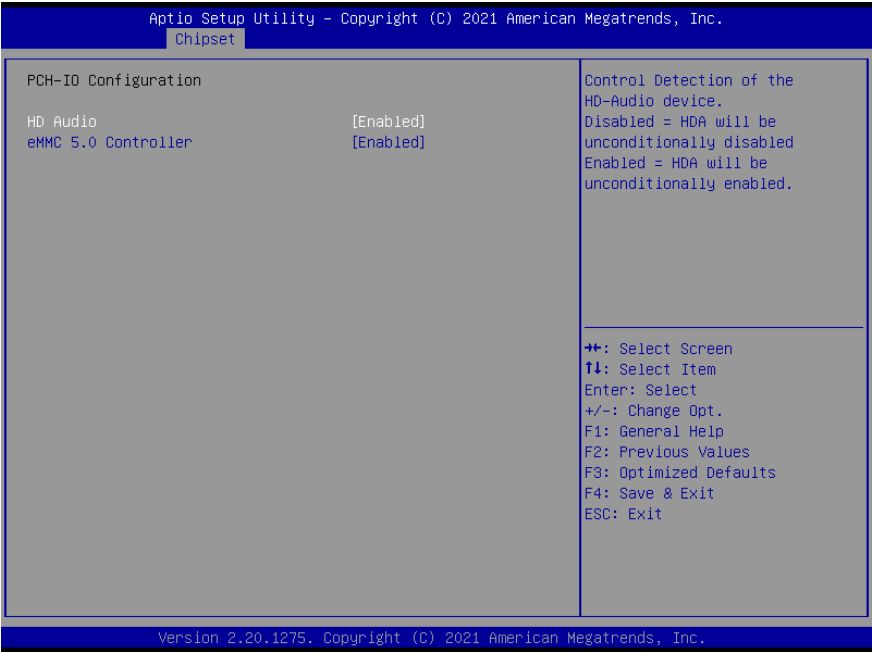 Aptio Setup Utility – Copyright (C) 2021 American Megatrends, Inc.
Chipset
PCH-IO Configuration
HD Audio [Enabled]
eMMC 5.0 Controller [Enabled]
Control Detection of the
HD-Audio device.
Disabled = HDA will be
unconditionally disabled
Enabled = HDA will be
unconditionally enabled.
→←: Select Screen
↑↓: Select Item
Enter: Select
+/-: Change Opt.
F1: General Help
F2: Previous Values
F3: Optimized Defaults
F4: Save & Exit
ESC: Exit
Version 2.20.1275. Copyright (C) 2021 American Megatrends, Inc.